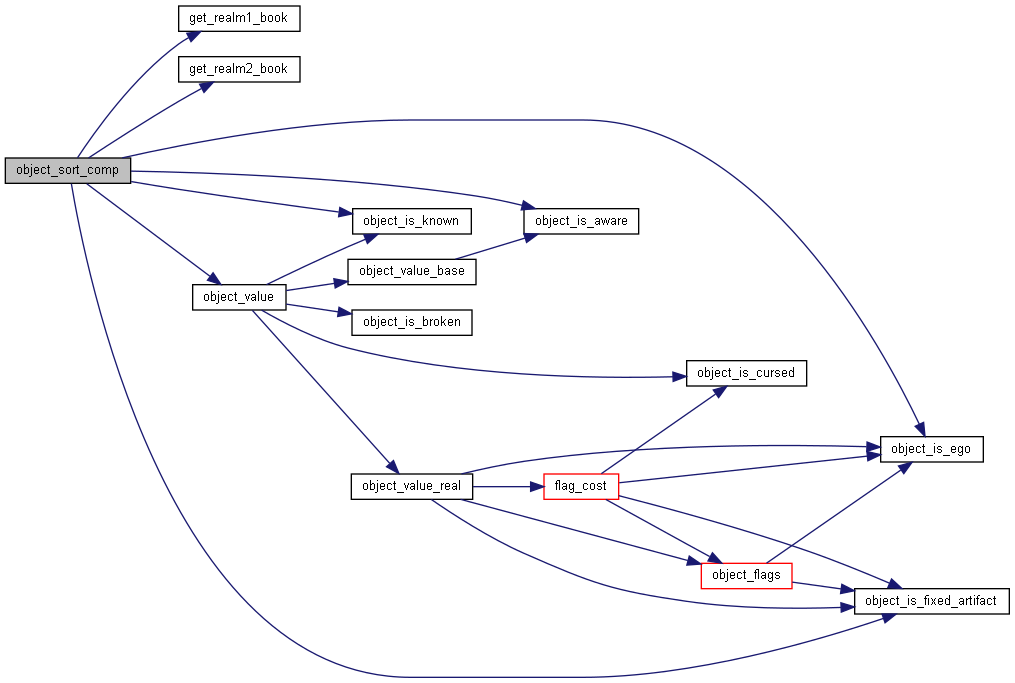 get_realm1_book
get_realm2_book
object_sort_comp
object_is_known
object_is_aware
object_value_base
object_value
object_is_broken
object_is_cursed
object_is_ego
object_value_real
flag_cost
object_flags
object_is_fixed_artifact